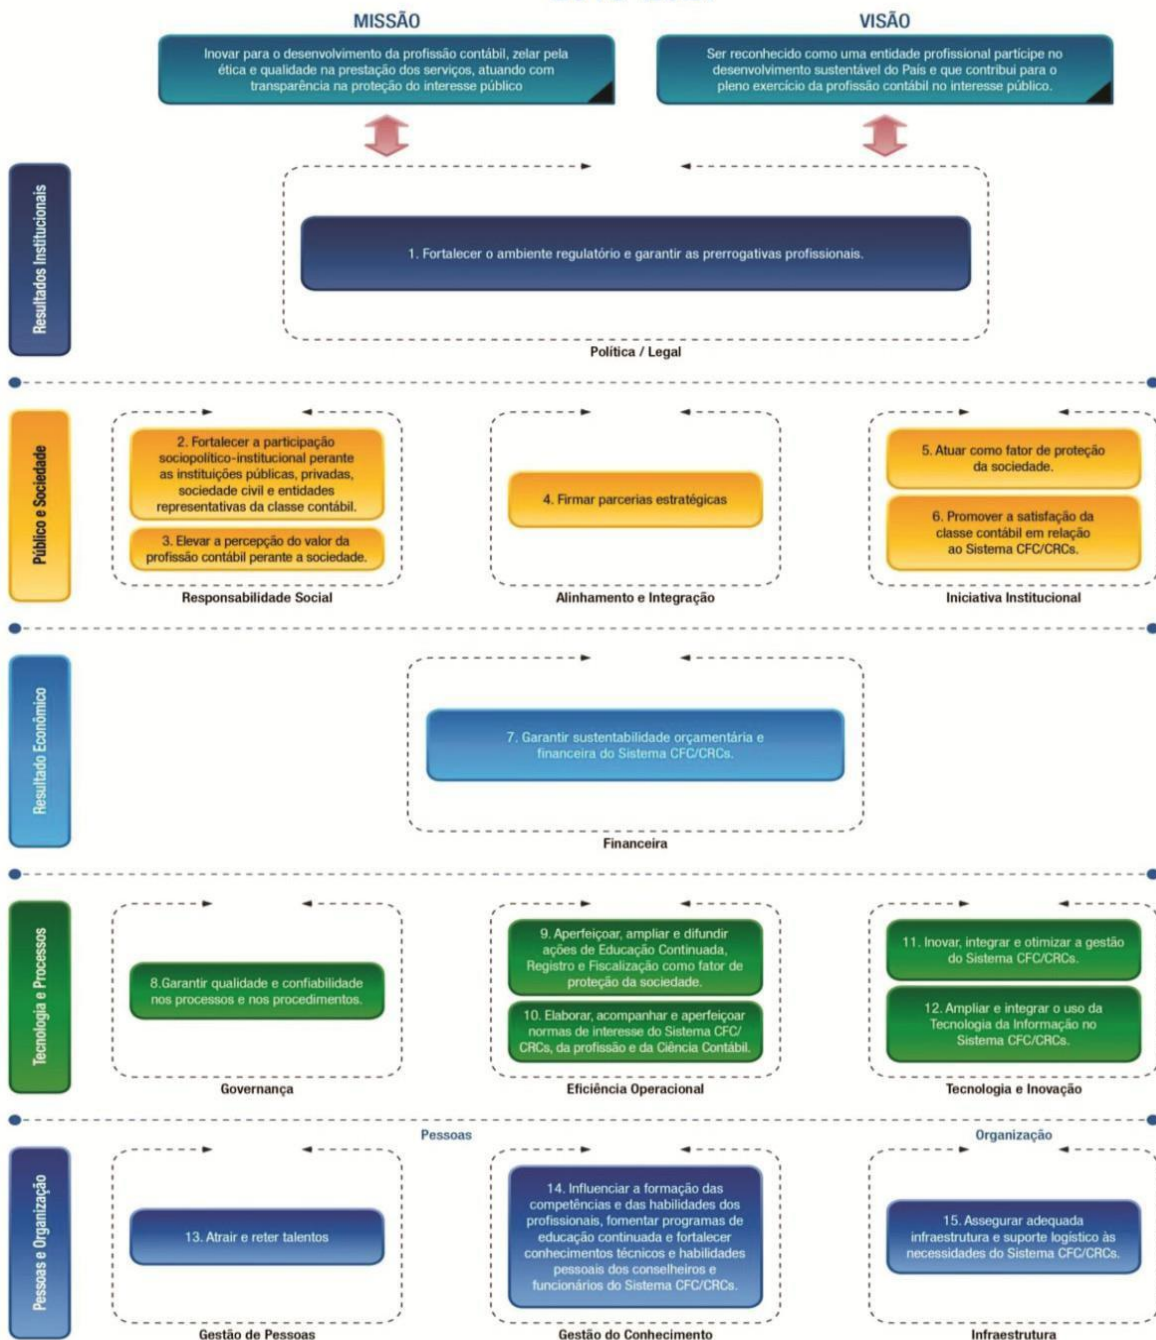 MISSÃO
Inovar para o desenvolvimento da profissão contábil, zelar pela
ética e qualidade na prestação dos serviços, atuando com
transparência na proteção do interesse público
VISÃO
Ser reconhecido como uma entidade profissional partícipe no
desenvolvimento sustentável do País e que contribui para o
pleno exercício da profissão contábil no interesse público.
Resultados Institucionais
1. Fortalecer o ambiente regulatório e garantir as prerrogativas profissionais.
Política / Legal
Público e Sociedade
2. Fortalecer a participação
sociopolítico-institucional perante
as instituições públicas, privadas,
sociedade civil e entidades
representativas da classe contábil.
3. Elevar a percepção do valor da
profissão contábil perante a sociedade.
Responsabilidade Social
4. Firmar parcerias estratégicas
Alinhamento e Integração
5. Atuar como fator de proteção
da sociedade.
6. Promover a satisfação da
classe contábil em relação
ao Sistema CFC/CRCs.
Iniciativa Institucional
Resultado Econômico
7. Garantir sustentabilidade orçamentária e
financeira do Sistema CFC/CRCs.
Financeira
Tecnologia e Processos
8.Garantir qualidade e confiabilidade
nos processos e nos procedimentos.
Governança
9. Aperfeiçoar, ampliar e difundir
ações de Educação Continuada,
Registro e Fiscalização como fator de
proteção da sociedade.
10. Elaborar, acompanhar e aperfeiçoar
normas de interesse do Sistema CFC/
CRCs, da profissão e da Ciência Contábil.
Eficiência Operacional
11. Inovar, integrar e otimizar a gestão
do Sistema CFC/CRCs.
12. Ampliar e integrar o uso da
Tecnologia da Informação no
Sistema CFC/CRCs.
Tecnologia e Inovação
Pessoas e Organização
Pessoas
13. Atrair e reter talentos
Gestão de Pessoas
14. Influenciar a formação das
competências e das habilidades dos
profissionais, fomentar programas de
educação continuada e fortalecer
conhecimentos técnicos e habilidades
pessoais dos conselheiros e
funcionários do Sistema CFC/CRCs.
Gestão do Conhecimento
Organização
15. Assegurar adequada
infraestrutura e suporte logístico às
necessidades do Sistema CFC/CRCs.
Infraestrutura